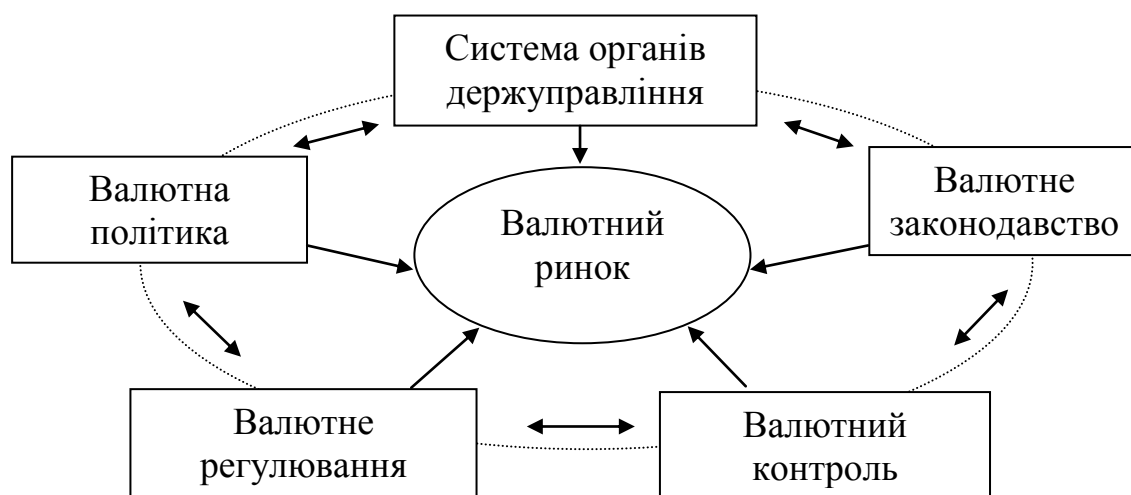 Система органів
держуправління
Валютна
політика
Валютний
ринок
Валютне
законодавство
Валютне
регулювання
Валютний
контроль